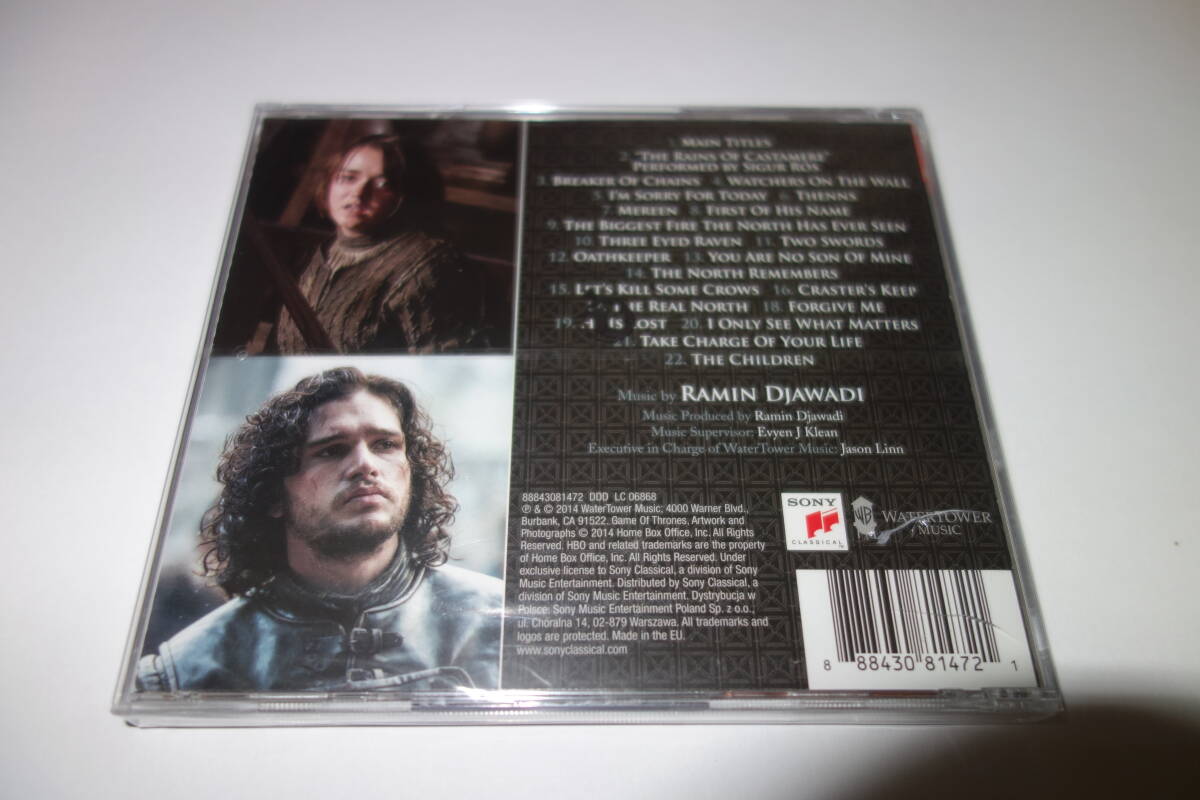 1. MAIN TITLES
2. "THE RAINS OF CASTAMERE"
PERFORMED BY SIGUR RÓS
3. BREAKER OF CHAINS 4. WATCHERS ON THE WALL
5. I'M SORRY FOR TODAY 6. THENNS
7. MEREEN 8. FIRST OF HIS NAME
9. THE BIGGEST FIRE THE NORTH HAS EVER SEEN
10. THREE EYED RAVEN 11. TWO SWORDS
12. OATHKEEPER 13. YOU ARE NO SON OF MINE
14. THE NORTH REMEMBERS
15. LET'S KILL SOME CROWS 16. CRASTER'S KEEP
REAL NORTH 18. FORGIVE ME
19. IS LOST 20. I ONLY SEE WHAT MATTERS
21. TAKE CHARGE OF YOUR LIFE
22. THE CHILDREN
Music by RAMIN DJAWADI
Music Produced by Ramin Djawadi
Music Supervisor: Evyen J Klean
Executive in Charge of WaterTower Music: Jason Linn
88843081472 DDD LC 06868
℗ & © 2014 WaterTower Music; 4000 Warner Blvd.,
Burbank, CA 91522. Game Of Thrones, Artwork and
Photographs © 2014 Home Box Office, Inc. All Rights
Reserved. HBO and related trademarks are the property
of Home Box Office, Inc. All Rights Reserved. Under
exclusive license to Sony Classical, a division of Sony
Music Entertainment. Distributed by Sony Classical, a
division of Sony Music Entertainment. Dystrybucja w
Polsce: Sony Music Entertainment Poland Sp. z o.o.,
ul. Chóralna 14, 02-879 Warszawa. All trademarks and
logos are protected. Made in the EU.
www.sonyclassical.com
SONY
CLASSICAL
WB
WATERTOWER
MUSIC
8 88430 81472 1